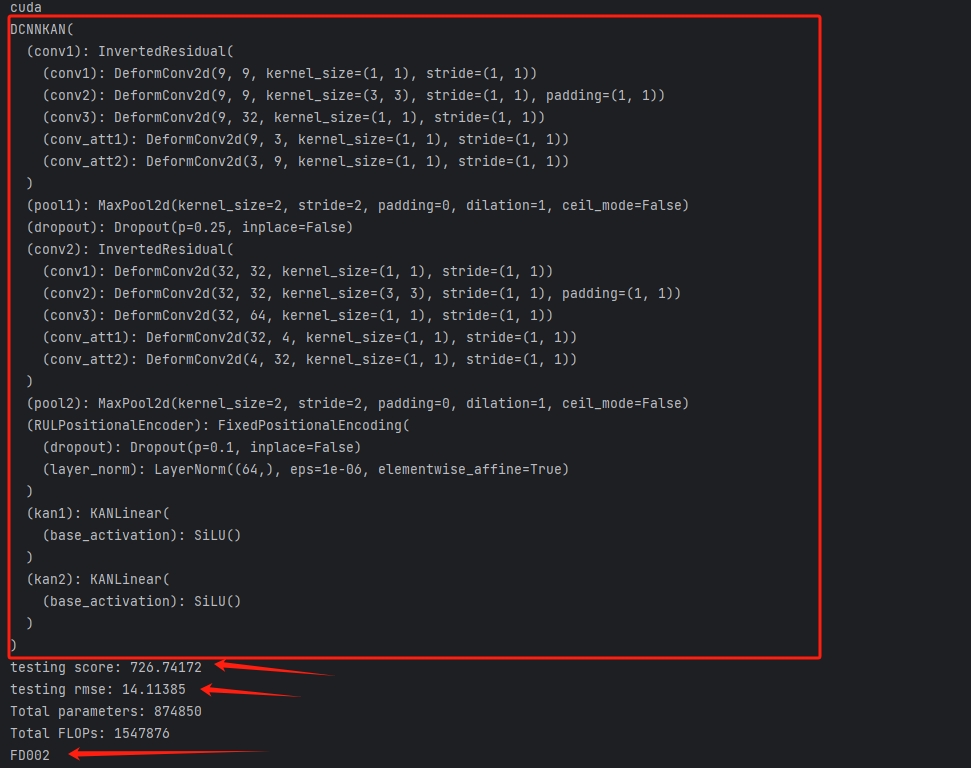 cuda
DCNNKAN(
  (conv1): InvertedResidual(
    (conv1): DeformConv2d(9, 9, kernel_size=(1, 1), stride=(1, 1))
    (conv2): DeformConv2d(9, 9, kernel_size=(3, 3), stride=(1, 1), padding=(1, 1))
    (conv3): DeformConv2d(9, 32, kernel_size=(1, 1), stride=(1, 1))
    (conv_att1): DeformConv2d(9, 3, kernel_size=(1, 1), stride=(1, 1))
    (conv_att2): DeformConv2d(3, 9, kernel_size=(1, 1), stride=(1, 1))
  )
  (pool1): MaxPool2d(kernel_size=2, stride=2, padding=0, dilation=1, ceil_mode=False)
  (dropout): Dropout(p=0.25, inplace=False)
  (conv2): InvertedResidual(
    (conv1): DeformConv2d(32, 32, kernel_size=(1, 1), stride=(1, 1))
    (conv2): DeformConv2d(32, 32, kernel_size=(3, 3), stride=(1, 1), padding=(1, 1))
    (conv3): DeformConv2d(32, 64, kernel_size=(1, 1), stride=(1, 1))
    (conv_att1): DeformConv2d(32, 4, kernel_size=(1, 1), stride=(1, 1))
    (conv_att2): DeformConv2d(4, 32, kernel_size=(1, 1), stride=(1, 1))
  )
  (pool2): MaxPool2d(kernel_size=2, stride=2, padding=0, dilation=1, ceil_mode=False)
  (RULPositionalEncoder): FixedPositionalEncoding(
    (dropout): Dropout(p=0.1, inplace=False)
    (layer_norm): LayerNorm((64,), eps=1e-06, elementwise_affine=True)
  )
  (kan1): KANLinear(
    (base_activation): SiLU()
  )
  (kan2): KANLinear(
    (base_activation): SiLU()
  )
)
testing score: 726.74172
testing rmse: 14.11385
Total parameters: 874850
Total FLOPs: 1547876
FD002